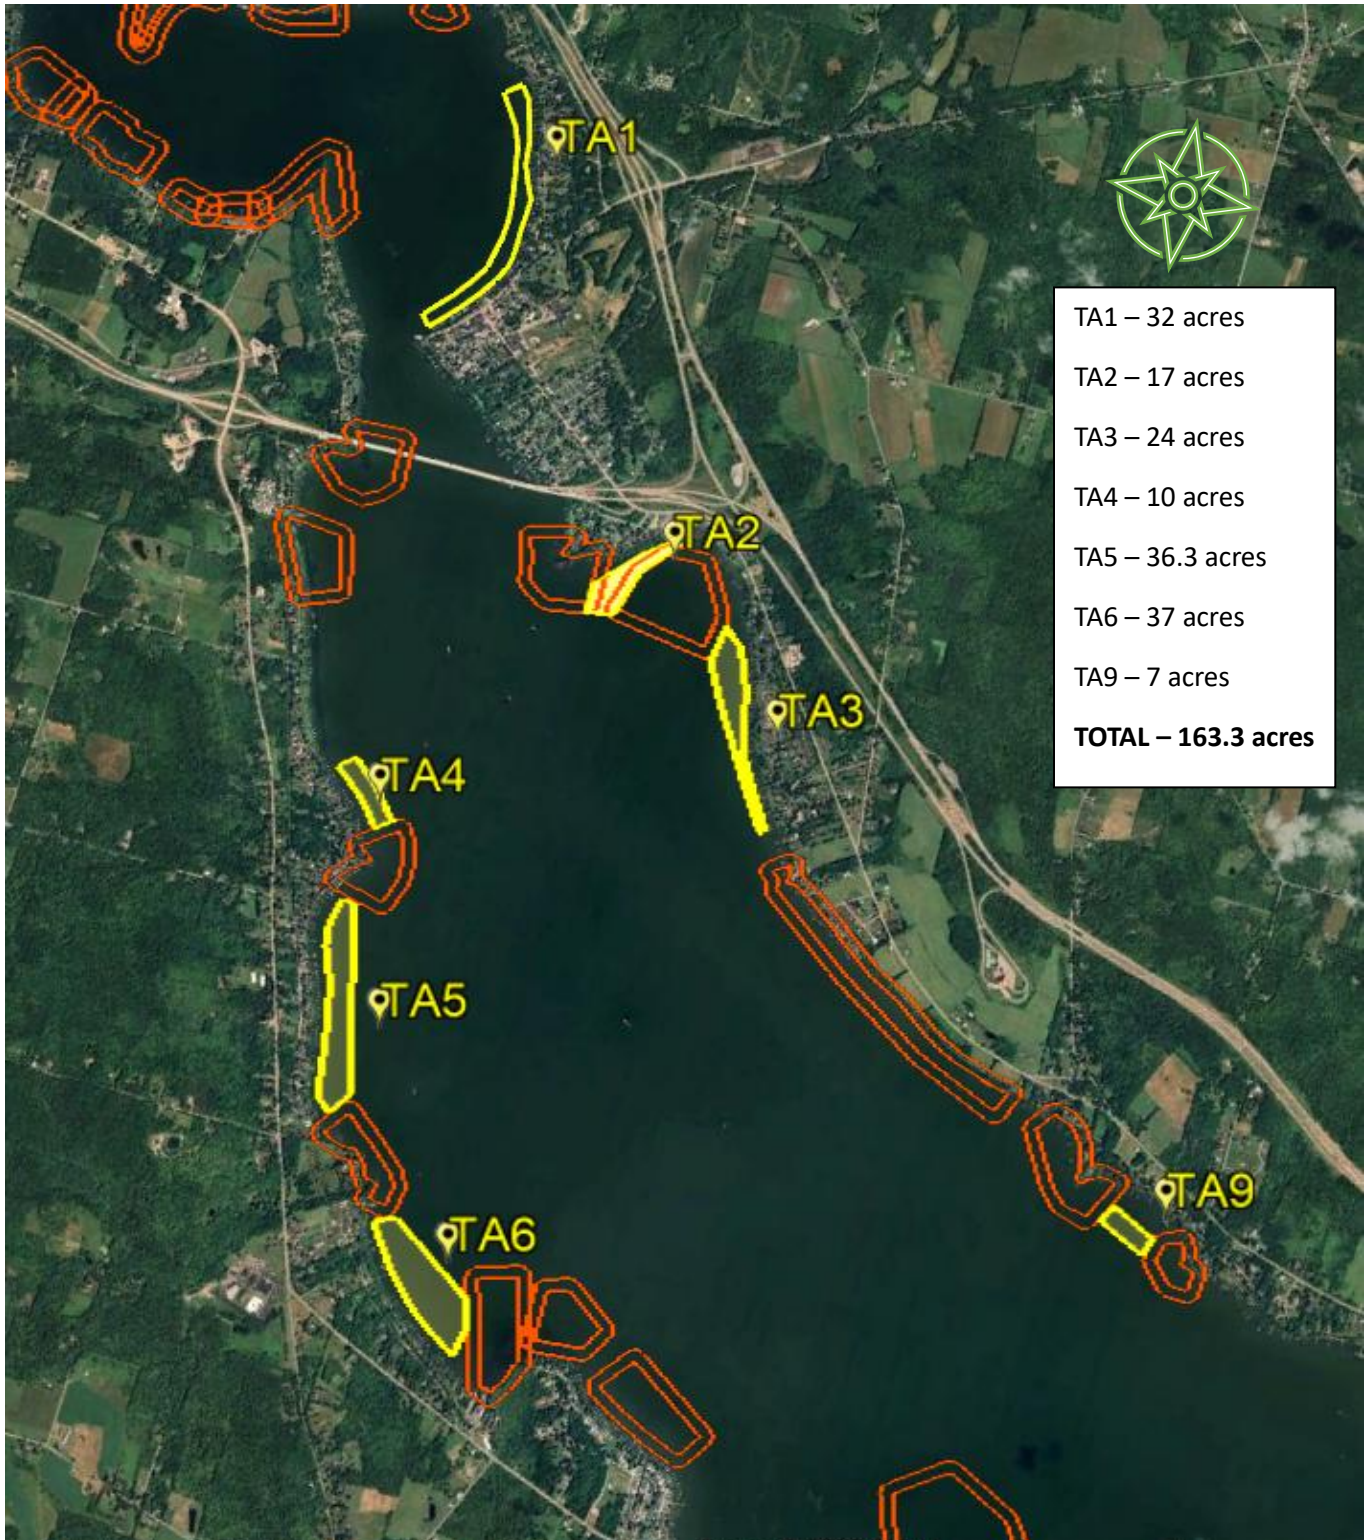 TA1
TA1 – 32 acres
TA2 – 17 acres
TA3 – 24 acres
TA4 – 10 acres
TA5 – 36.3 acres
TA6 – 37 acres
TA9 – 7 acres
TOTAL – 163.3 acres
TA2
TA3
TA4
TA5
TA9
TA6